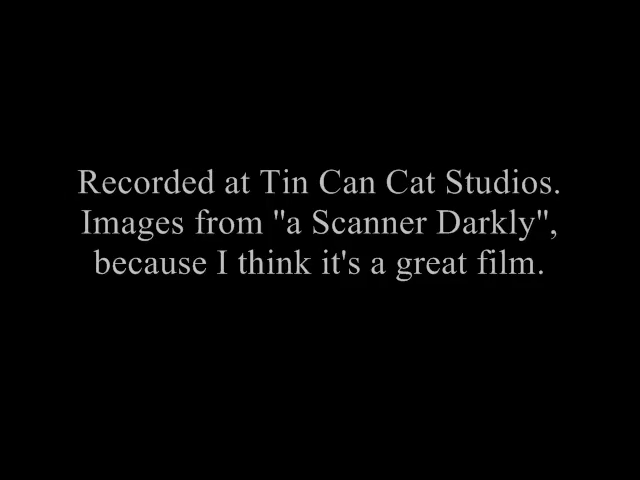 Recorded at Tin Can Cat Studios.
Images from "a Scanner Darkly",
because I think it's a great film.